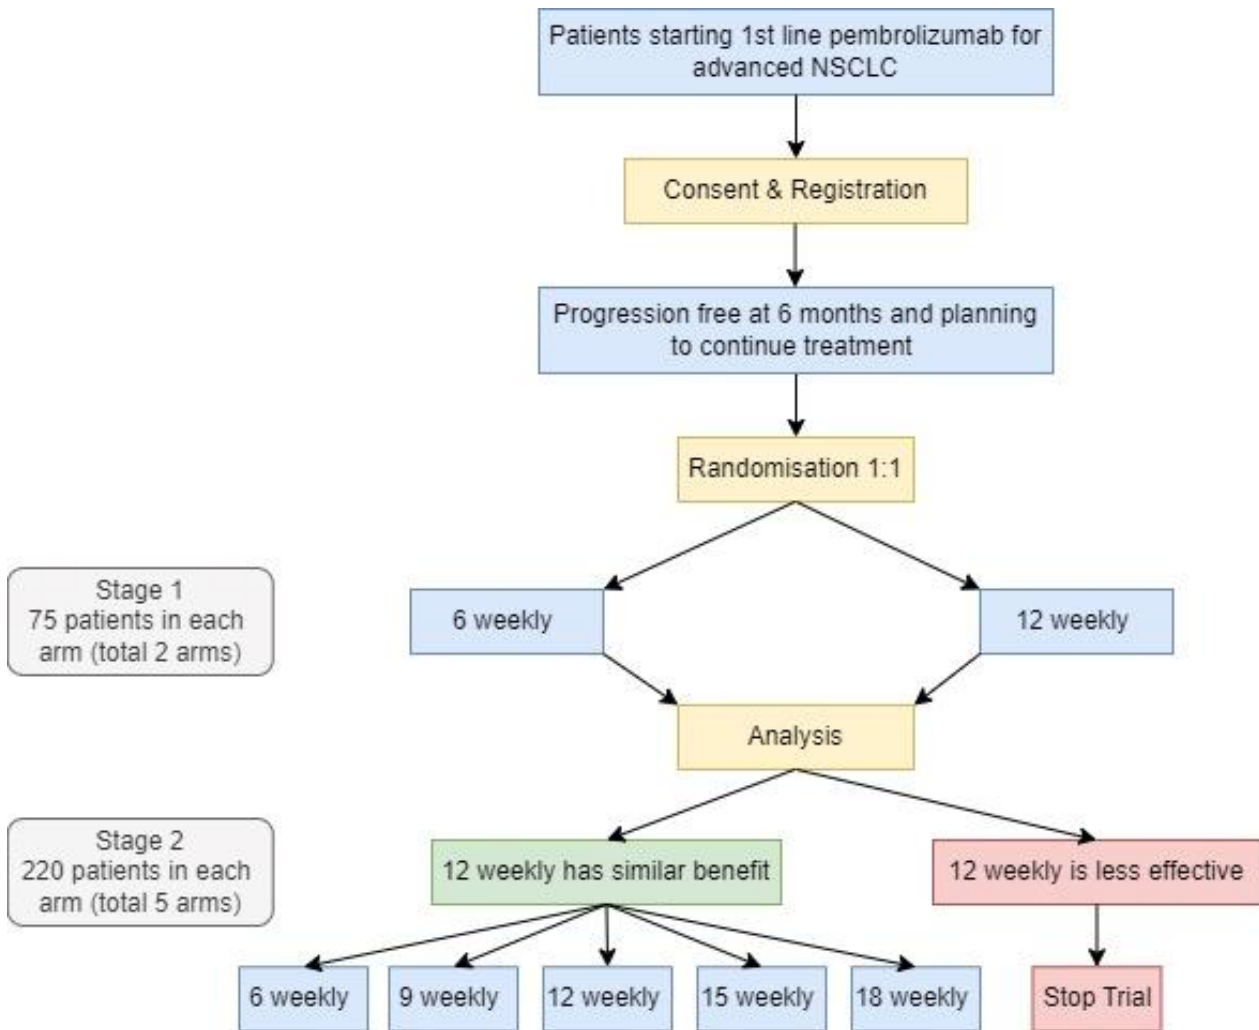 Patients starting 1st line pembrolizumab for
advanced NSCLC
Consent & Registration
Progression free at 6 months and planning
to continue treatment
Randomisation 1:1
Stage 1
75 patients in each
arm (total 2 arms)
6 weekly
12 weekly
Analysis
Stage 2
220 patients in each
arm (total 5 arms)
12 weekly has similar benefit
12 weekly is less effective
6 weekly
9 weekly
12 weekly
15 weekly
18 weekly
Stop Trial